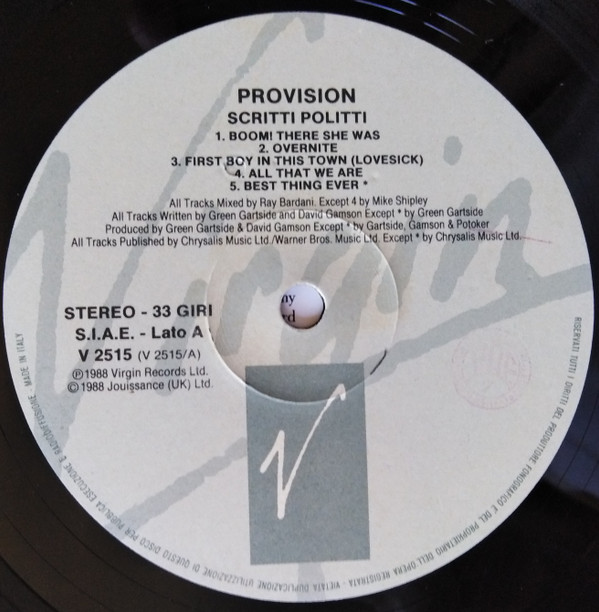 PROVISION
SCRITTI POLITTI
1. BOOM! THERE SHE WAS
2. OVERNITE
3. FIRST BOY IN THIS TOWN (LOVESICK)
4. ALL THAT WE ARE
5. BEST THING EVER *
All Tracks Mixed by Ray Bardani. Except 4 by Mike Shipley
All Tracks Written by Green Gartside and David Gamson Except * by Green Gartside
Produced by Green Gartside & David Gamson Except * by Gartside, Gamson & Potoker
All Tracks Published by Chrysalis Music Ltd./Warner Bros. Music Ltd. Except * by Chrysalis Music Ltd.
Virgin
STEREO - 33 GIRI
S.I.A.E. - Lato A
V 2515 (V 2515/A)
℗1988 Virgin Records Ltd.
©1988 Jouissance (UK) Ltd.
ny
rd
V
RISERVATI TUTTI I DIRITTI DEL PRODUTTORE FONOGRAFICO E DEL PROPRIETARIO DELL'OPERA REGISTRATA - VIETATA DUPLICAZIONE UTILIZZAZIONE DI QUESTO DISCO PER PUBBLICA ESECUZIONE E RADIODIFFUSIONE - MADE IN ITALY